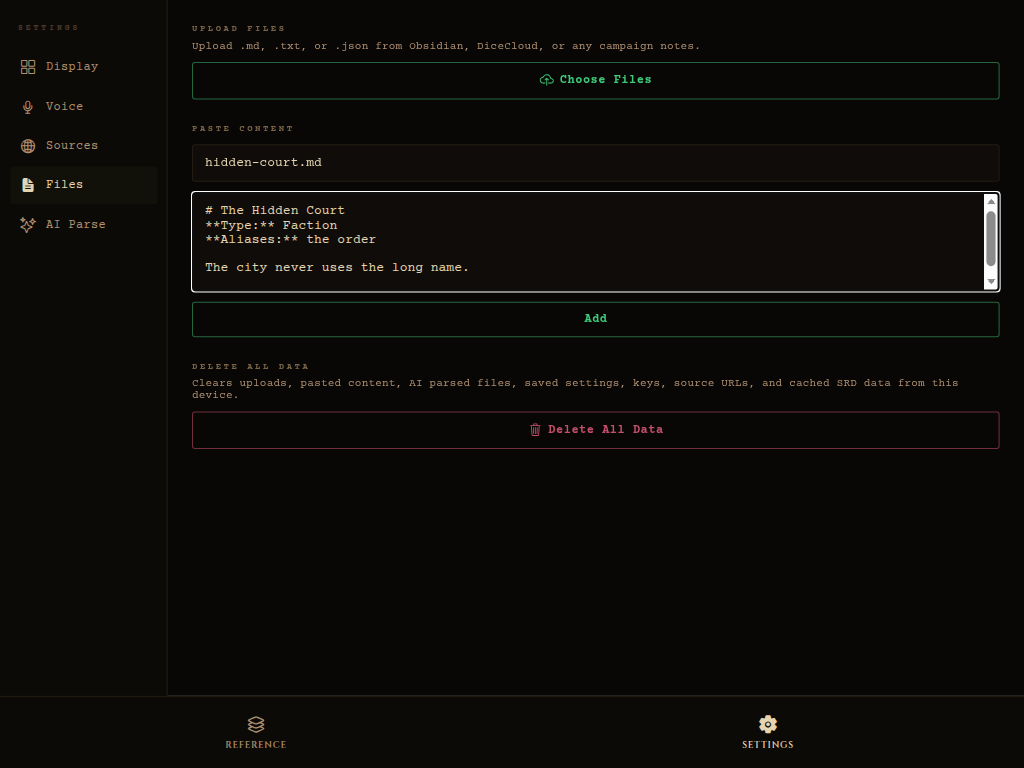 SETTINGS
Display
Voice
Sources
Files
AI Parse
UPLOAD FILES
Upload .md, .txt, or .json from Obsidian, DiceCloud, or any campaign notes.
Choose Files
PASTE CONTENT
hidden-court.md
# The Hidden Court
**Type:** Faction
**Aliases:** the order
The city never uses the long name.
Add
DELETE ALL DATA
Clears uploads, pasted content, AI parsed files, saved settings, keys, source URLs, and cached SRD data from this
device.
Delete All Data
REFERENCE
SETTINGS